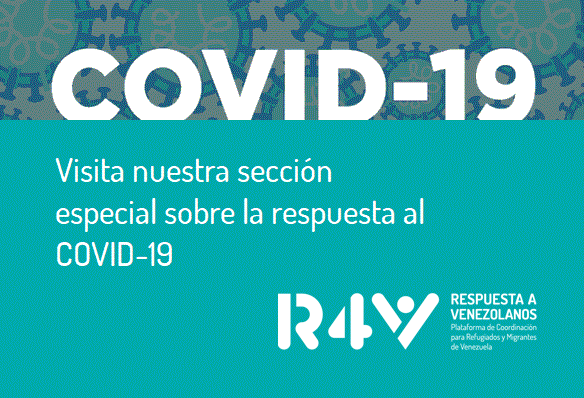 COVID-19
Visita nuestra sección
especial sobre la respuesta al
COVID-19
R4V
RESPUESTA A
VENEZOLANOS
Plataforma de Coordinación
para Refugiados y Migrantes
de Venezuela